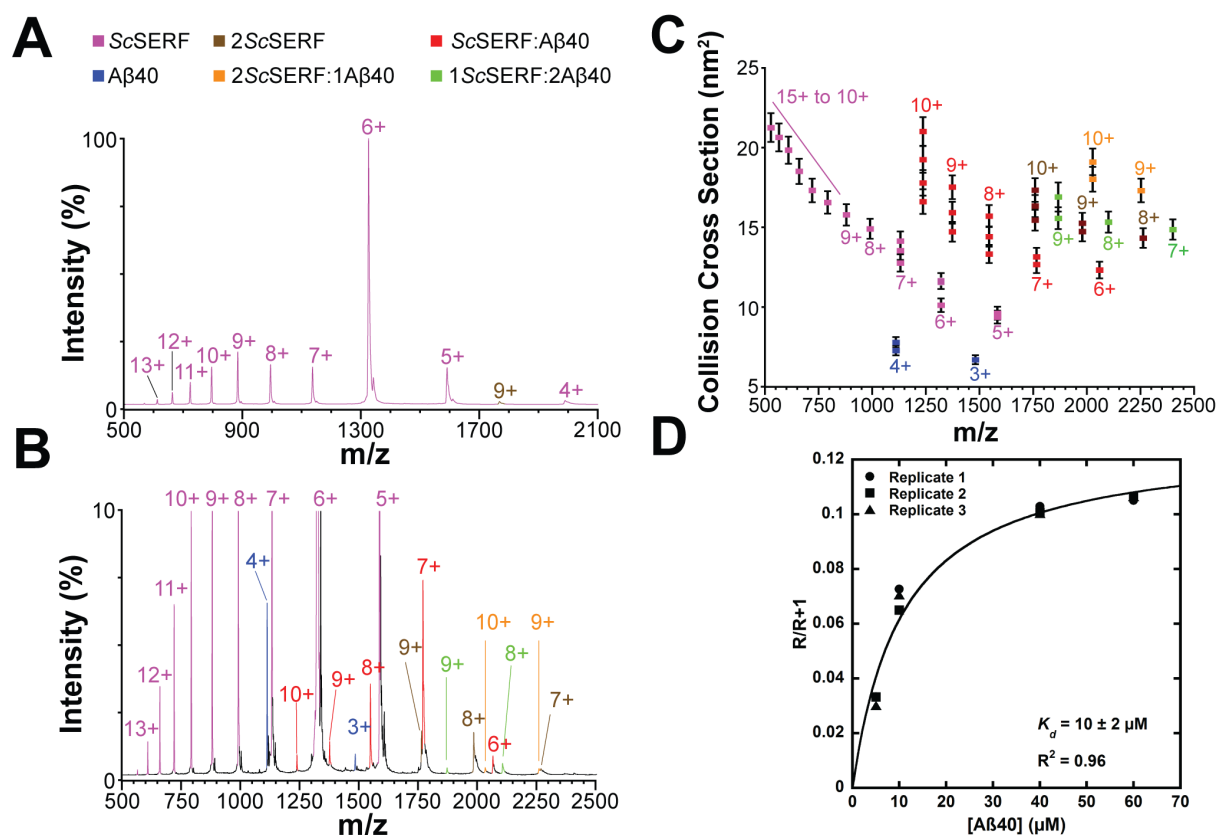 A
ScSERF
2ScSERF
ScSERF:Aβ40
Aβ40
2ScSERF:1Aβ40
1ScSERF:2Aβ40
Intensity (%)
100
0
13+
12+
11+
10+
9+
8+
7+
6+
5+
9+
4+
500 900 1300 1700 2100
m/z
B
Intensity (%)
10
0
13+
12+
11+
10+ 9+ 8+ 7+ 6+ 5+
4+
10+
9+
3+
8+
9+
7+
8+
6+
9+
10+
8+
9+
7+
500 750 1000 1250 1500 1750 2000 2250 2500
m/z
C
Collision Cross Section (nm²)
25
20
15
10
5
15+ to 10+
9+
8+
7+
6+
5+
4+
3+
10+
9+
8+
7+
6+
10+
9+
8+
9+
8+
7+
10+
9+
500 750 1000 1250 1500 1750 2000 2250 2500
m/z
D
R/R+1
0.12
0.1
0.08
0.06
0.04
0.02
0
Replicate 1
Replicate 2
Replicate 3
K_d = 10 ± 2 μM
R² = 0.96
0 10 20 30 40 50 60 70
[Aß40] (μM)